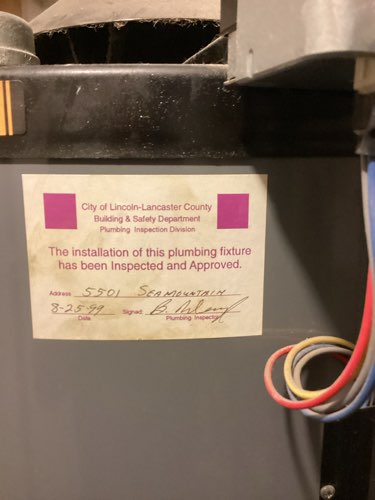 City of Lincoln-Lancaster County
Building & Safety Department
Plumbing Inspection Division
The installation of this plumbing fixture
has been Inspected and Approved.
Address 5501 SEAMOUNTAIN
8-25-99 Signed B.
Date Plumbing Inspector